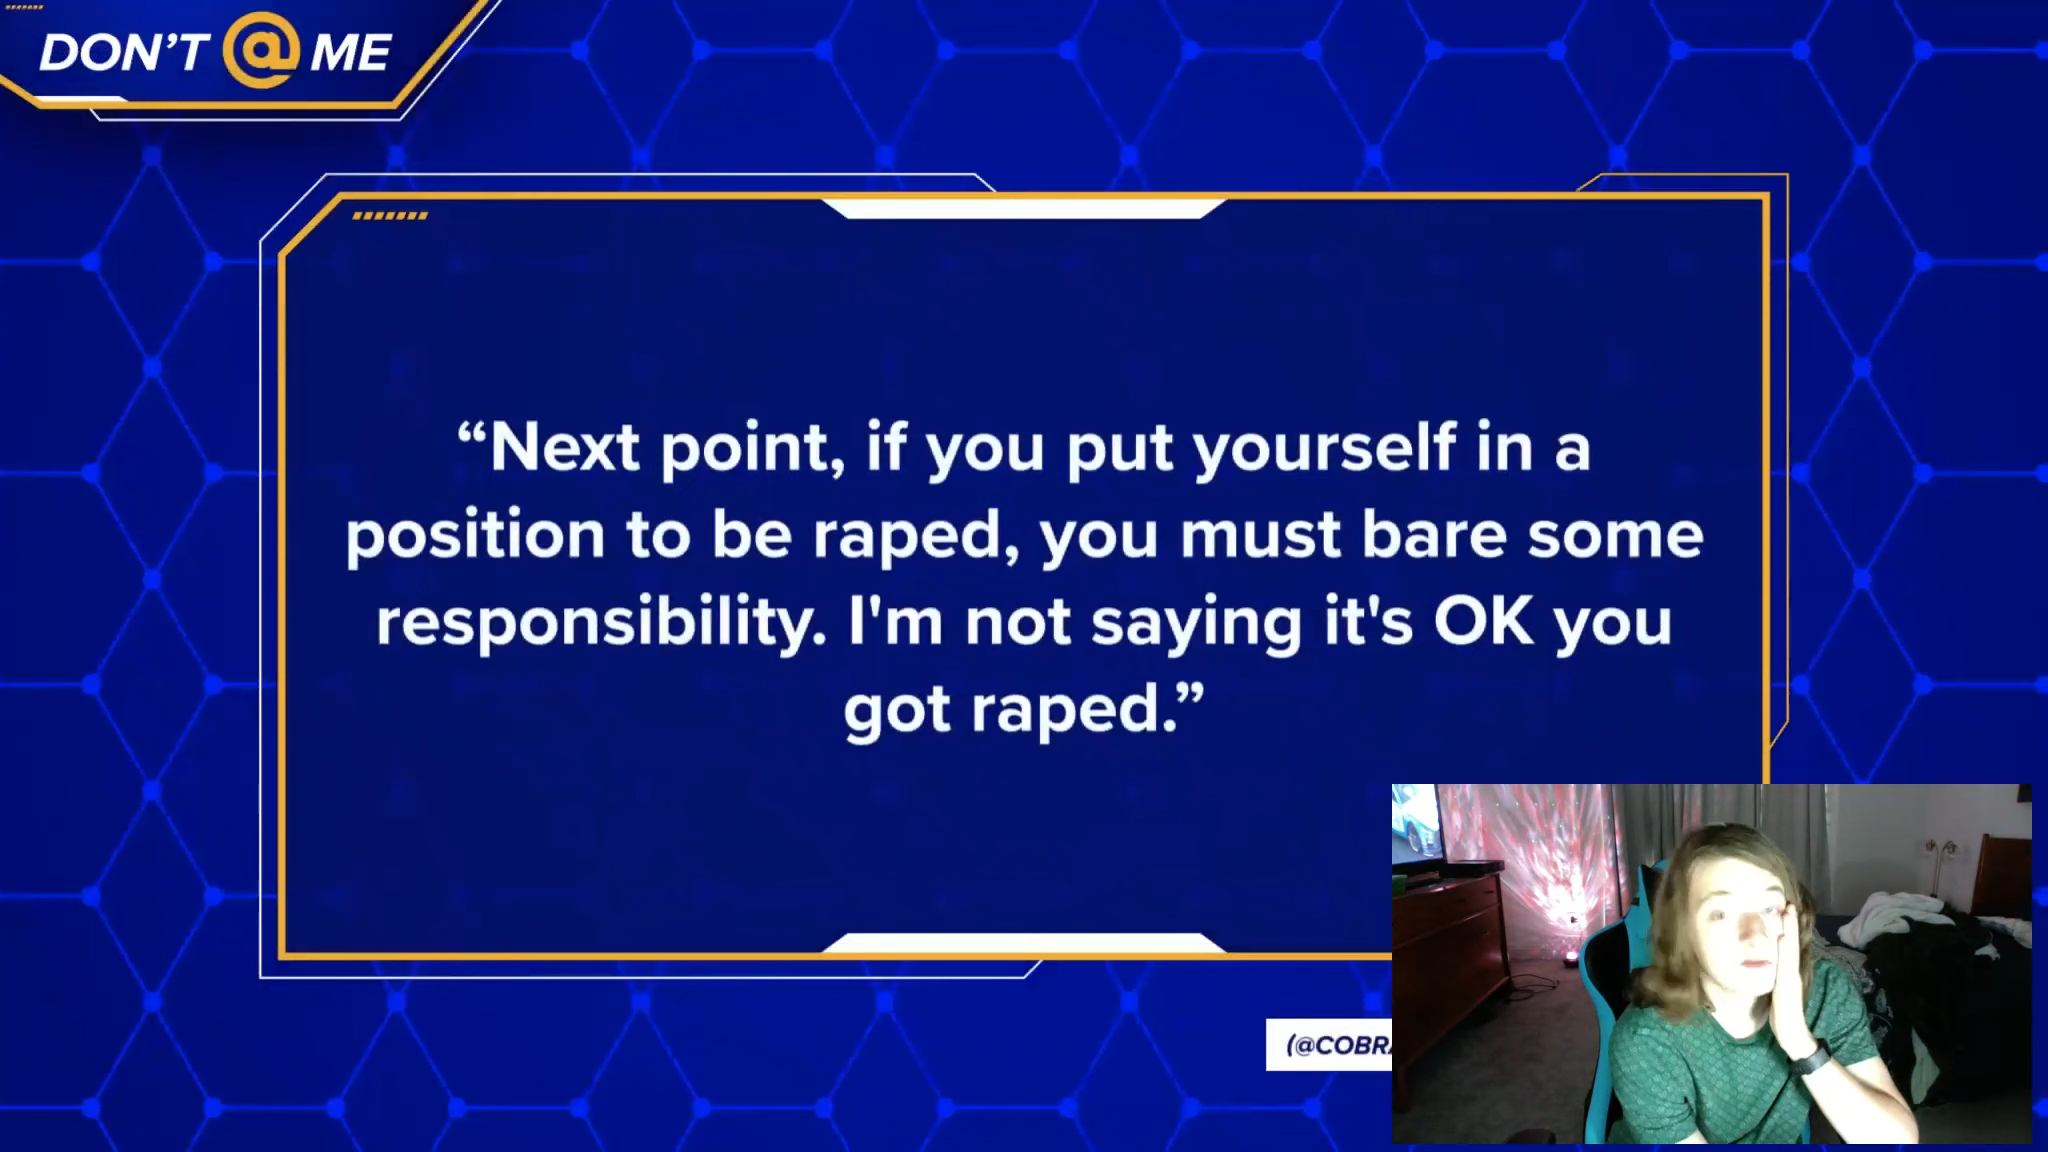 DON'T @ ME
“Next point, if you put yourself in a
position to be raped, you must bare some
responsibility. I'm not saying it's OK you
got raped.”
(@COBRA